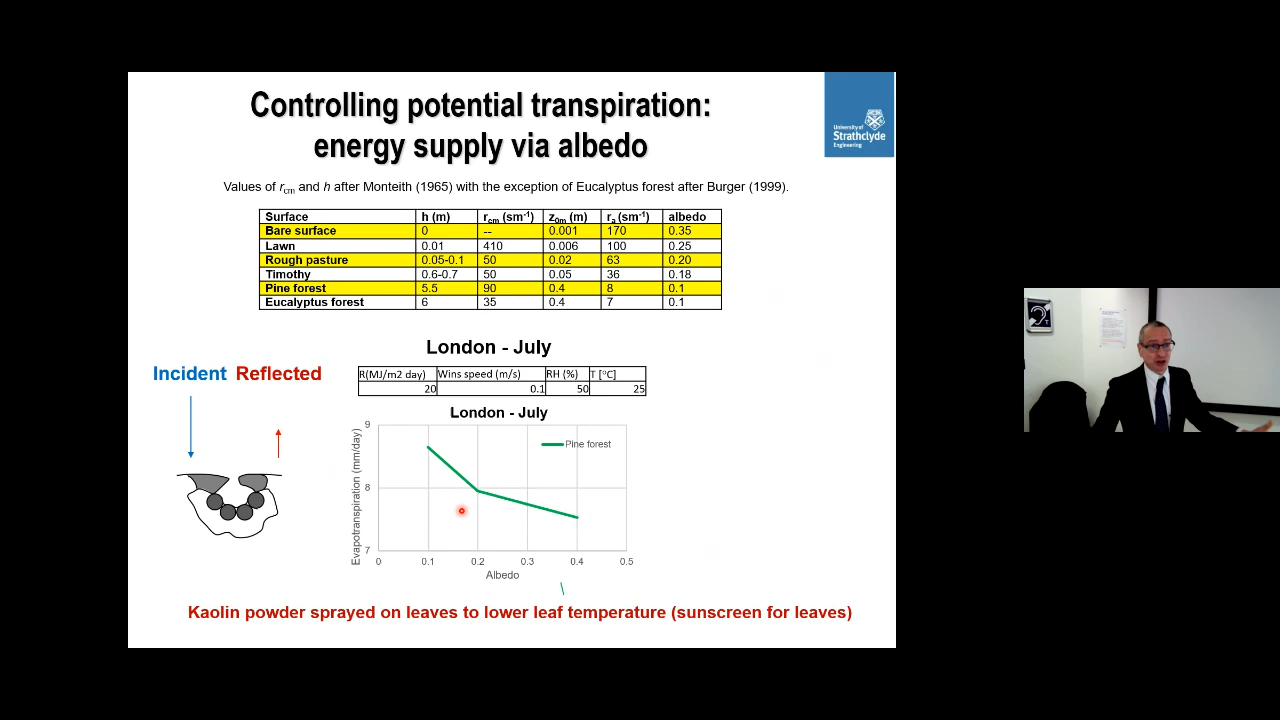 Controlling potential transpiration:
energy supply via albedo
University of
Strathclyde
Engineering
Values of rcm and h after Monteith (1965) with the exception of Eucalyptus forest after Burger (1999).
Surface h (m) rcm (sm-1) z0m (m) ra (sm-1) albedo
Bare surface 0 -- 0.001 170 0.35
Lawn 0.01 410 0.006 100 0.25
Rough pasture 0.05-0.1 50 0.02 63 0.20
Timothy 0.6-0.7 50 0.05 36 0.18
Pine forest 5.5 90 0.4 8 0.1
Eucalyptus forest 6 35 0.4 7 0.1
London - July
Incident Reflected
R(MJ/m2 day) Wins speed (m/s) RH (%) T [°C]
20 0.1 50 25
London - July
Evapotranspiration (mm/day)
9
8
7
Pine forest
0 0.1 0.2 0.3 0.4 0.5
Albedo
Kaolin powder sprayed on leaves to lower leaf temperature (sunscreen for leaves)
T